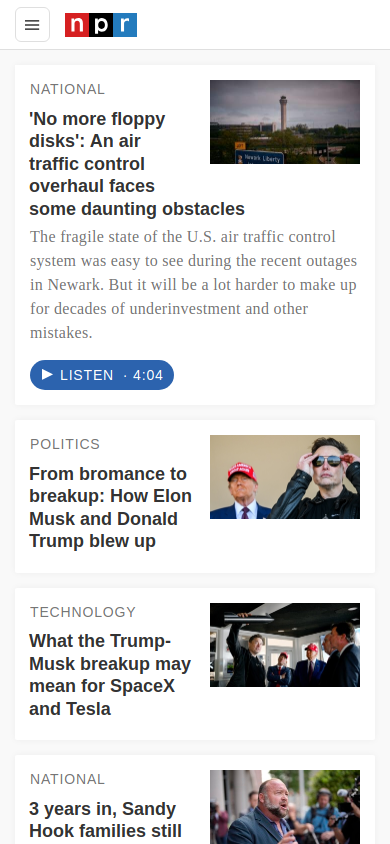 npr
NATIONAL
'No more floppy
disks': An air
traffic control
overhaul faces
some daunting obstacles
Newark Liberty
The fragile state of the U.S. air traffic control
system was easy to see during the recent outages
in Newark. But it will be a lot harder to make up
for decades of underinvestment and other
mistakes.
LISTEN · 4:04
POLITICS
From bromance to
breakup: How Elon
Musk and Donald
Trump blew up
TECHNOLOGY
What the Trump-
Musk breakup may
mean for SpaceX
and Tesla
NATIONAL
3 years in, Sandy
Hook families still